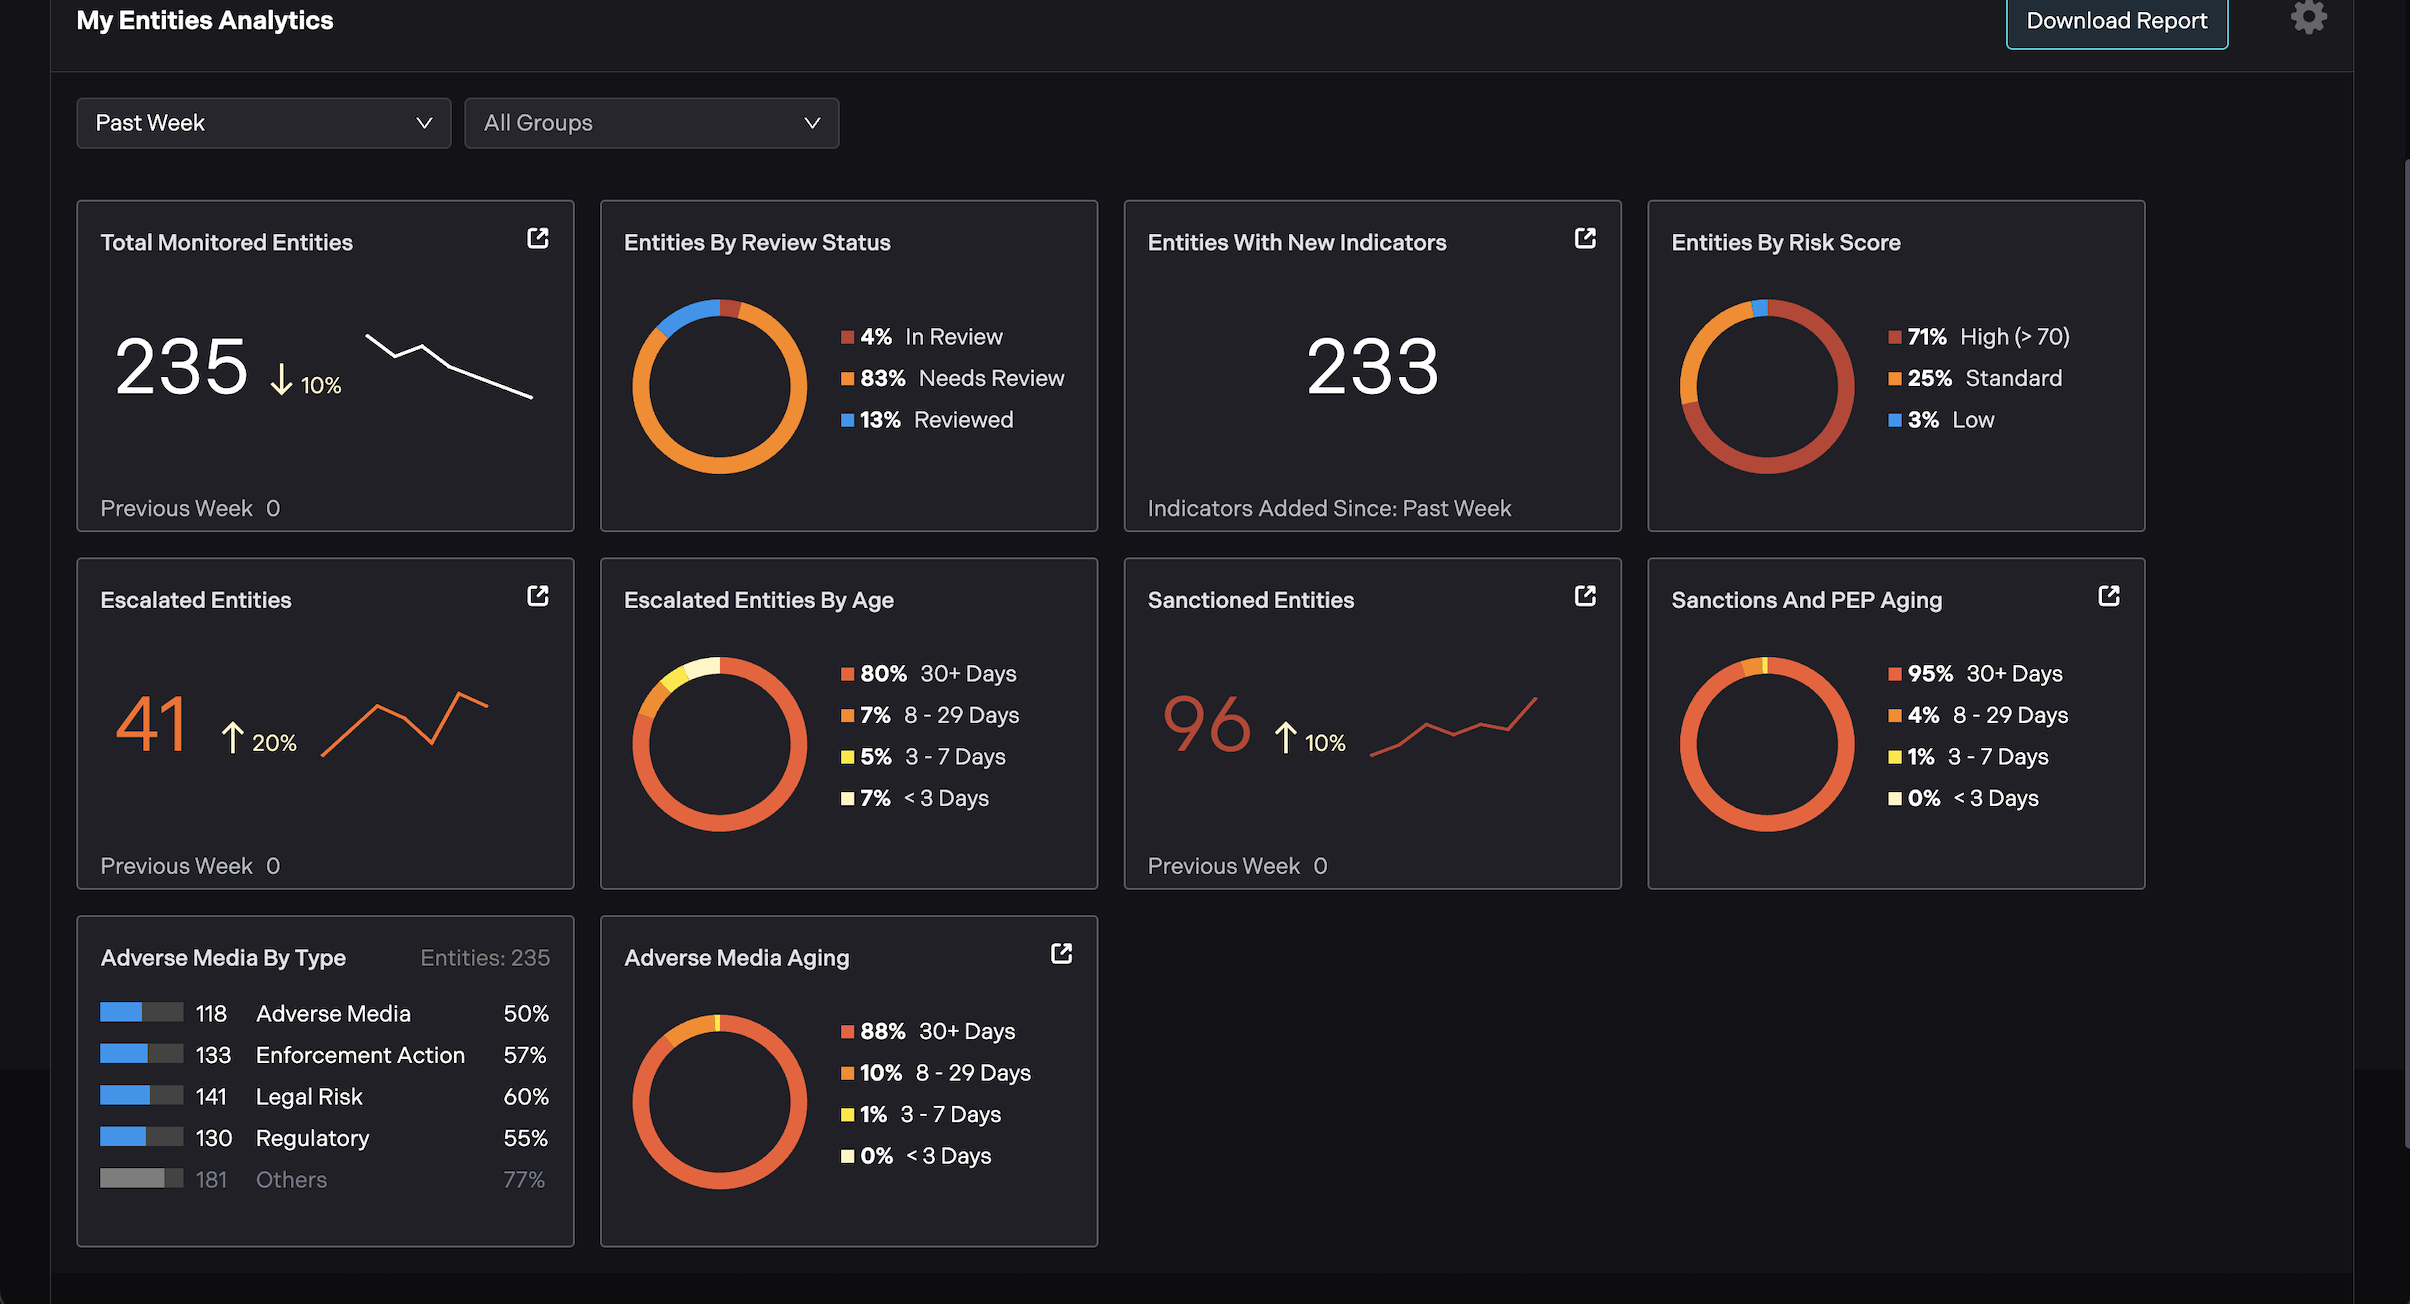 My Entities Analytics
Download Report
Past Week
All Groups
Total Monitored Entities
235
10%
Previous Week 0
Entities By Review Status
4% In Review
83% Needs Review
13% Reviewed
Entities With New Indicators
233
Indicators Added Since: Past Week
Entities By Risk Score
71% High (> 70)
25% Standard
3% Low
Escalated Entities
41
20%
Previous Week 0
Escalated Entities By Age
80% 30+ Days
7% 8 - 29 Days
5% 3 - 7 Days
7% < 3 Days
Sanctioned Entities
96
10%
Previous Week 0
Sanctions And PEP Aging
95% 30+ Days
4% 8 - 29 Days
1% 3 - 7 Days
0% < 3 Days
Adverse Media By Type Entities: 235
118 Adverse Media 50%
133 Enforcement Action 57%
141 Legal Risk 60%
130 Regulatory 55%
181 Others 77%
Adverse Media Aging
88% 30+ Days
10% 8 - 29 Days
1% 3 - 7 Days
0% < 3 Days